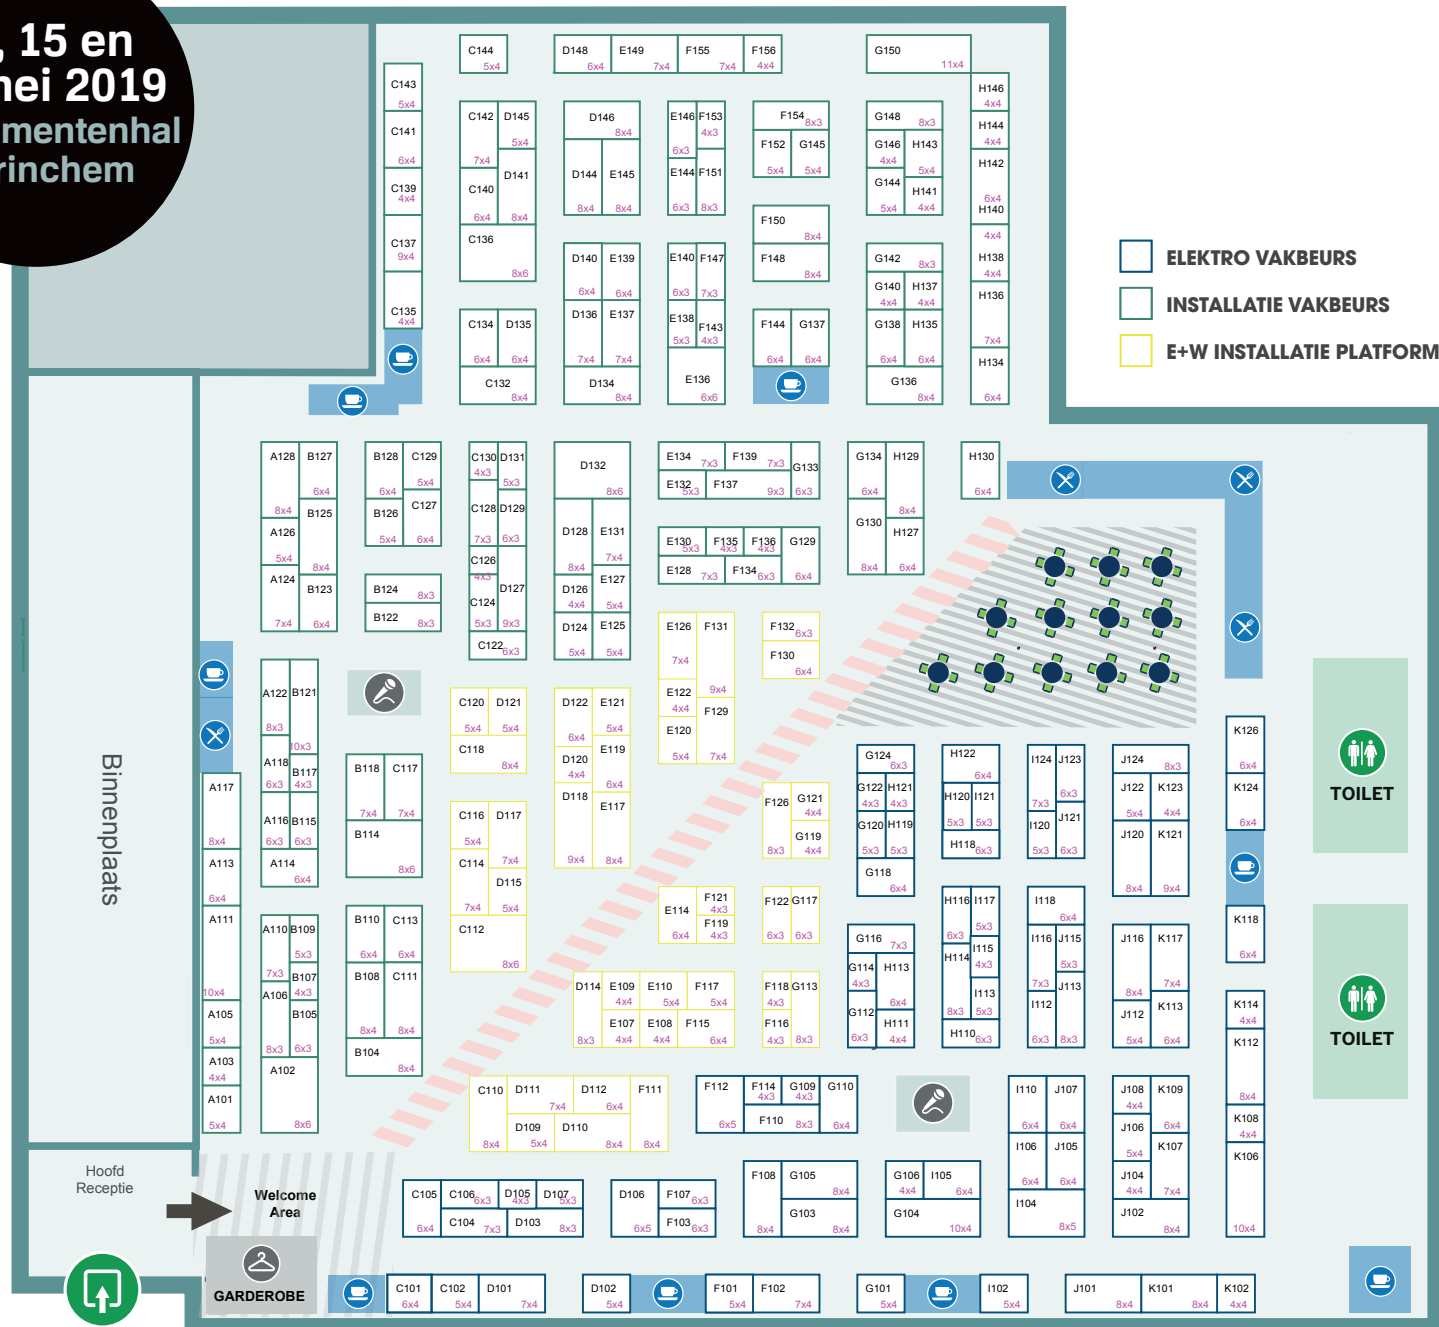 , 15 en
nei 2019
mentenhal
rinchem
ELEKTRO VAKBEURS
INSTALLATIE VAKBEURS
E+W INSTALLATIE PLATFORM
C144 5x4
D148 6x4
E149 7x4
F155 7x4
F156 4x4
G150 11x4
C143 5x4
C141 6x4
C139 4x4
C137 9x4
C135 4x4
C142 7x4
D145 5x4
C140 6x4
D141 8x4
C136 8x6
D146 8x4
D144 8x4
E145 8x4
E146 6x3
F153 4x3
E144 6x3
F151 8x3
F154 8x3
F152 5x4
G145 5x4
G148 8x3
G146 4x4
H143 5x4
G144 5x4
H141 4x4
H146 4x4
H144 4x4
H142 6x4
H140 4x4
H138 4x4
H136 7x4
H134 6x4
F150 8x4
F148 8x4
D140 6x4
E139 6x4
D136 7x4
E137 7x4
D134 8x4
E140 6x3
F147 7x3
E138 5x3
F143 4x3
E136 6x6
G142 8x3
G140 4x4
H137 4x4
G138 6x4
H135 6x4
G136 8x4
C134 6x4
D135 6x4
C132 8x4
F144 6x4
G137 6x4
A128 8x4
B127 6x4
A126 5x4
B125 8x4
A124 7x4
B123 6x4
B128 6x4
C129 5x4
B126 5x4
C127 6x4
B124 8x3
B122 8x3
C130 4x3
D131 5x3
C128 7x3
D129 6x3
C126 4x3
D127 9x3
C124 5x3
C122 6x3
D132 8x6
D128 8x4
E131 7x4
D126 4x4
E127 5x4
D124 5x4
E125 5x4
E134 7x3
F139 7x3
G133 6x3
E132 5x3
F137 9x3
E130 5x3
F135 4x3
F136 4x3
G129 6x4
E128 7x3
F134 6x3
G134 6x4
H129 8x4
G130 8x4
H127 6x4
H130 6x4
E126 7x4
F131 9x4
E122 4x4
F129 7x4
E120 5x4
F132 6x3
F130 6x4
A122 8x3
B121 10x3
A118 6x3
B117 4x3
A116 6x3
B115 6x3
A114 6x4
A117 8x4
A113 6x4
A111 10x4
A105 5x4
A103 4x4
A101 5x4
C120 5x4
D121 5x4
C118 8x4
D122 6x4
E121 5x4
D120 4x4
E119 6x4
D118 9x4
E117 8x4
B118 7x4
C117 7x4
B114 8x6
C116 5x4
D117 7x4
C114 7x4
D115 5x4
C112 8x6
F126 8x3
G121 4x4
G119 4x4
G124 6x3
G122 4x3
H121 4x3
G120 5x3
H119 5x3
G118 6x4
H122 6x4
H120 5x3
I121 5x3
H118 6x3
I124 7x3
J123 6x3
I120 5x3
J121 6x3
J124 8x3
J122 5x4
K123 4x4
J120 8x4
K121 9x4
K126 6x4
K124 6x4
K118 6x4
TOILET
TOILET
Binnenplaats
A110 7x3
B109 5x3
B107 4x3
A106 8x3
B105 6x3
A102 8x6
B110 6x4
C113 6x4
B108 8x4
C111 8x4
B104 8x4
E114 6x4
F121 4x3
F119 4x3
F122 6x3
G117 6x3
G116 7x3
G114 4x3
H113 6x4
G112 6x3
H111 4x4
H116 6x3
I117 5x3
I115 4x3
H114 8x3
I113 5x3
H110 6x3
I118 6x4
I116 7x3
J115 5x3
I112 6x3
J113 8x3
J116 8x4
K117 7x4
J112 5x4
K113 6x4
K114 4x4
K112 8x4
K108 4x4
K106 10x4
D114 8x3
E109 4x4
E110 5x4
F117 5x4
E107 4x4
E108 4x4
F115 6x4
F118 4x3
G113 8x3
F116 4x3
C110 8x4
D111 7x4
D112 6x4
F111 8x4
D109 5x4
D110 8x4
F112 6x5
F114 4x3
G109 4x3
G110 6x4
F110 8x3
I110 6x4
J107 6x4
I106 6x4
J105 6x4
I104 8x5
J108 4x4
K109 6x4
J106 5x4
K107 7x4
J104 4x4
J102 8x4
Hoofd
Receptie
Welcome
Area
GARDEROBE
C105 6x4
C106 6x3
D105 4x3
D107 5x3
C104 7x3
D103 8x3
D106 6x5
F107 6x3
F103 6x3
F108 8x4
G105 8x4
G103 8x4
G106 4x4
I105 6x4
G104 10x4
C101 6x4
C102 5x4
D101 7x4
D102 5x4
F101 5x4
F102 7x4
G101 5x4
I102 5x4
J101 8x4
K101 8x4
K102 4x4